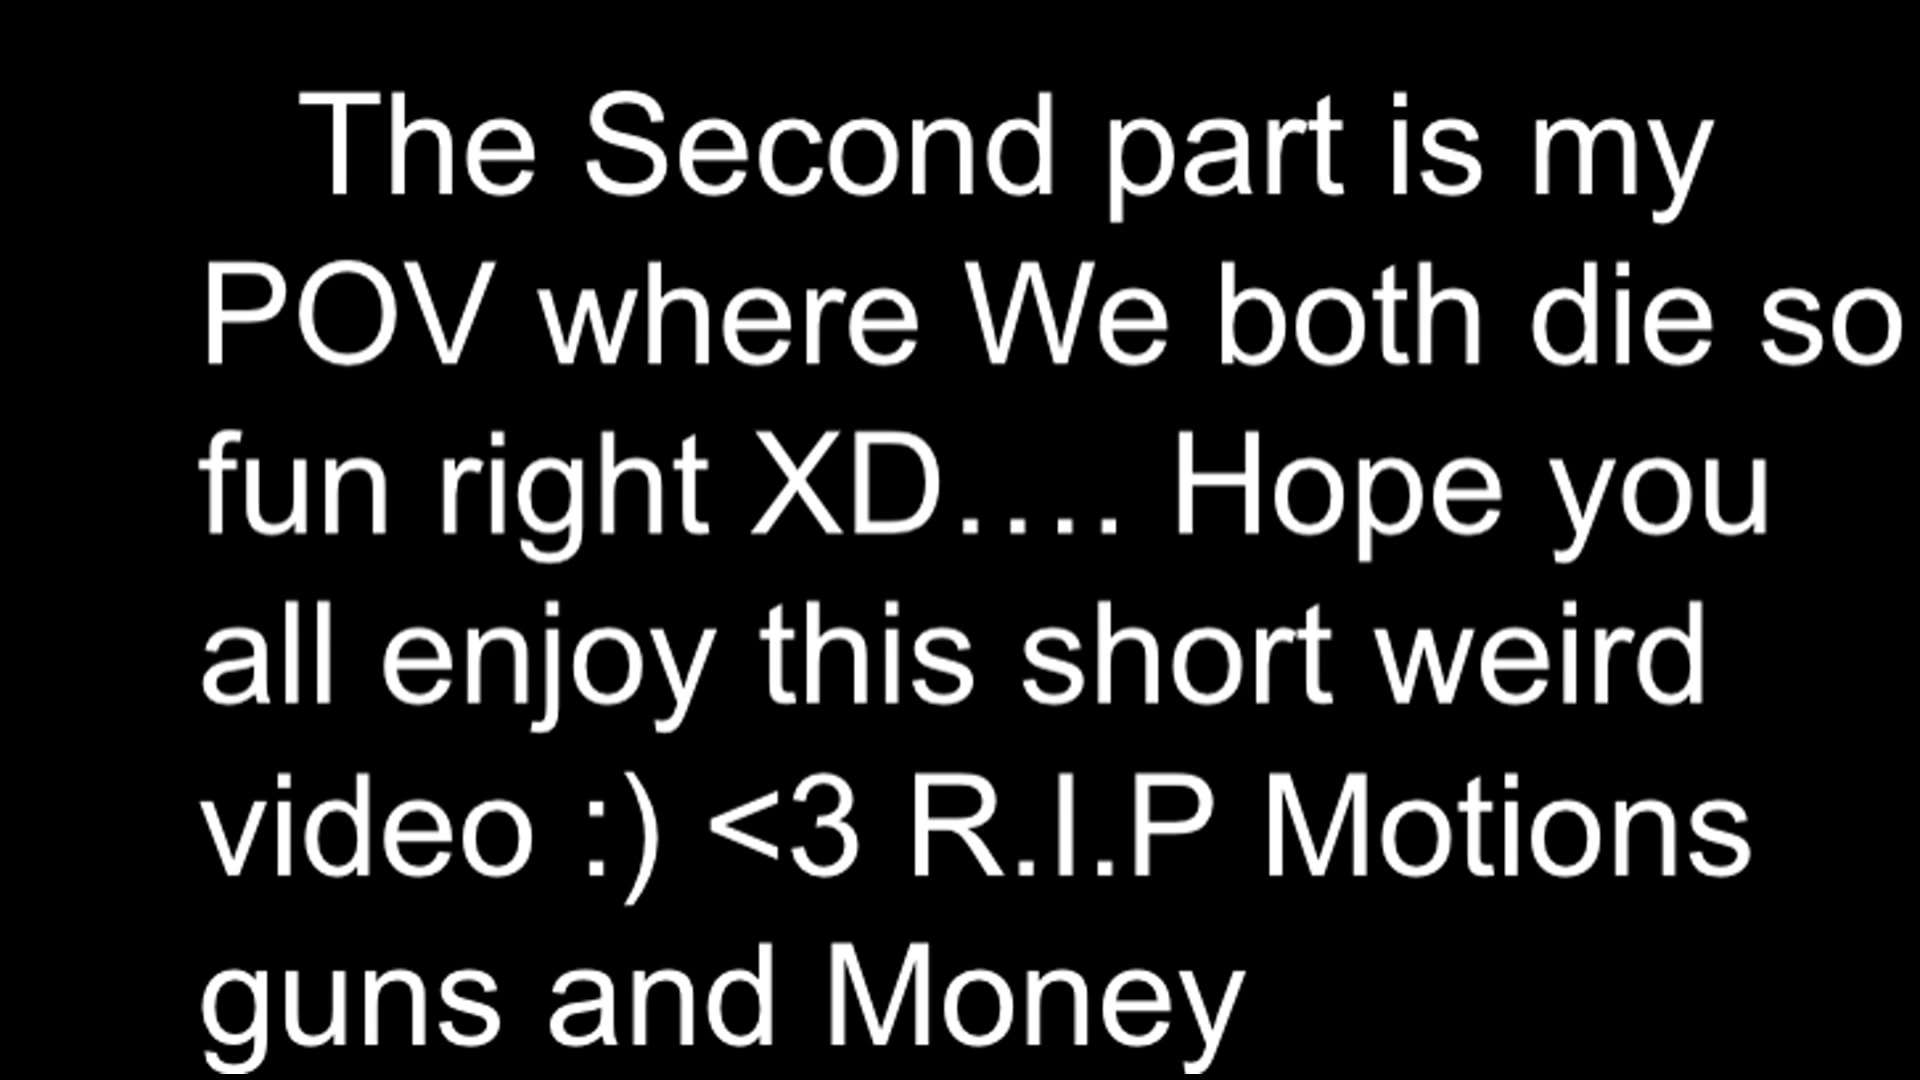 The Second part is my
POV where We both die so
fun right XD.... Hope you
all enjoy this short weird
video :) <3 R.I.P Motions
guns and Money